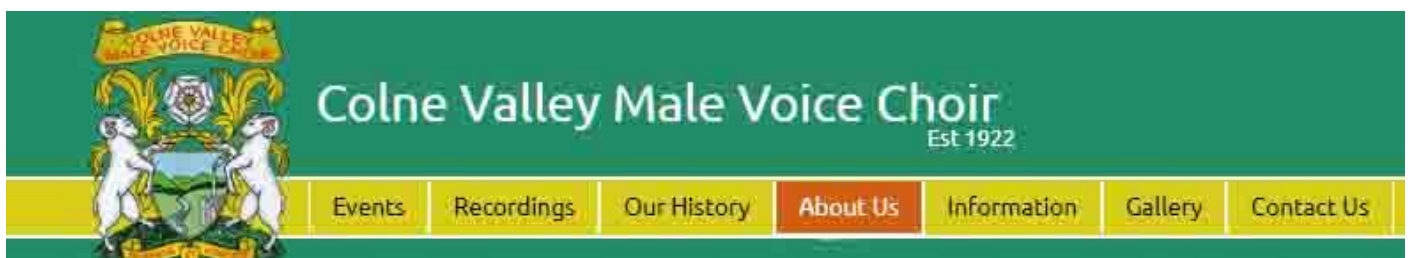 COLNE VALLEY
MALE VOICE CHOIR
Colne Valley Male Voice Choir
Est 1922
Events Recordings Our History About Us Information Gallery Contact Us